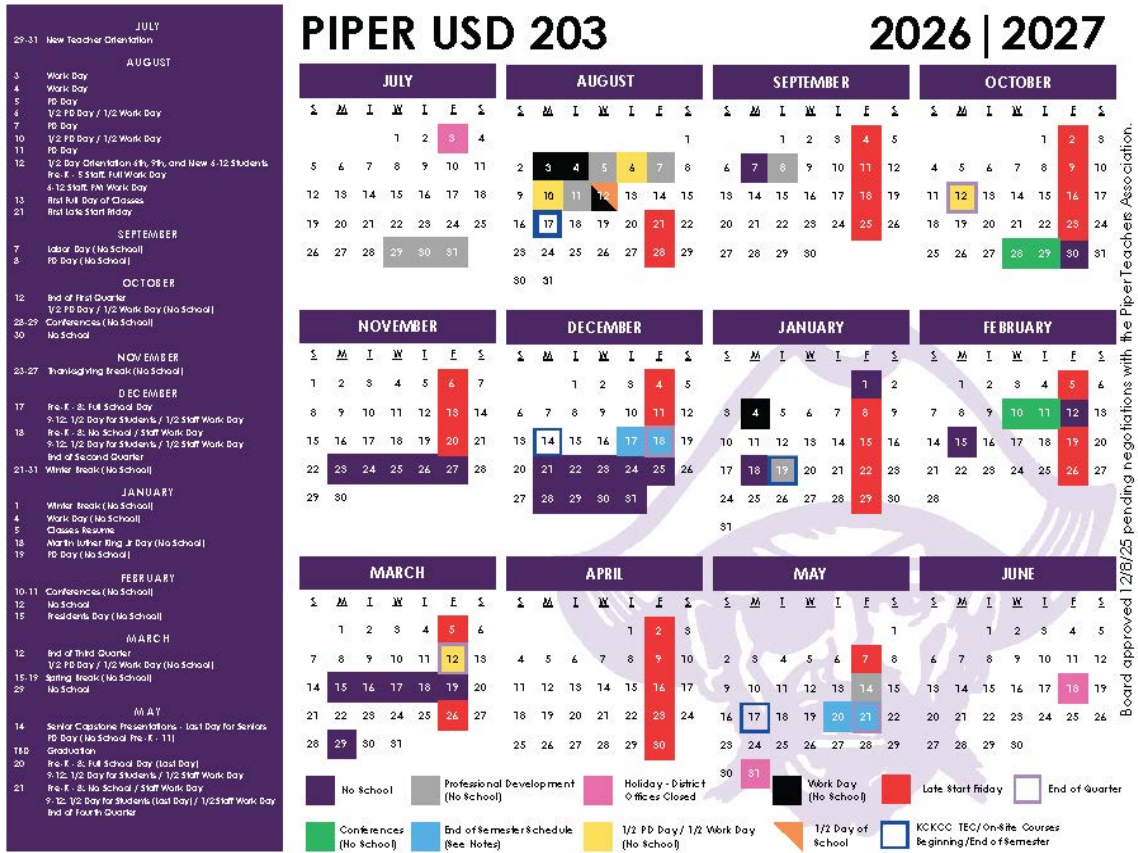 JULY
29-31 New Teacher Orientation
AUGUST
3 Work Day
4 Work Day
5 PD Day
6 1/2 PD Day / 1/2 Work Day
7 PD Day
10 1/2 PD Day / 1/2 Work Day
11 PD Day
12 1/2 Day Orientation 6th, 9th, and New 6-12 Students
Pre-K - 5 Staff, Full Work Day
6-12 Staff, PM Work Day
13 First Full Day of Classes
21 First Late Start Friday
SEPTEMBER
7 Labor Day (No School)
8 PD Day (No School)
OCTOBER
12 End of First Quarter
1/2 PD Day / 1/2 Work Day (No School)
28-29 Conferences (No School)
30 No School
NOVEMBER
23-27 Thanksgiving Break (No School)
DECEMBER
17 Pre-K - 8: Full School Day
9-12: 1/2 Day for Students / 1/2 Staff Work Day
18 Pre-K - 8: No School / Staff Work Day
9-12: 1/2 Day for Students / 1/2 Staff Work Day
End of Second Quarter
21-31 Winter Break (No School)
JANUARY
1 Winter Break (No School)
4 Work Day (No School)
5 Classes Resume
18 Martin Luther King Jr Day (No School)
19 PD Day (No School)
FEBRUARY
10-11 Conferences (No School)
12 No School
15 Presidents Day (No School)
MARCH
12 End of Third Quarter
1/2 PD Day / 1/2 Work Day (No School)
15-19 Spring Break (No School)
29 No School
MAY
14 Senior Capstone Presentations - Last Day for Seniors
PD Day (No School Pre-K - 11)
TBD Graduation
20 Pre-K - 8: Full School Day (Last Day)
9-12: 1/2 Day for Students / 1/2 Staff Work Day
21 Pre-K - 8: No School / Staff Work Day
9-12: 1/2 Day for Students (Last Day) / 1/2 Staff Work Day
End of Fourth Quarter
PIPER USD 203 2026|2027
JULY
S M T W T F S
1 2 3 4
5 6 7 8 9 10 11
12 13 14 15 16 17 18
19 20 21 22 23 24 25
26 27 28 29 30 31
AUGUST
S M T W T F S
1
2 3 4 5 6 7 8
9 10 11 12 13 14 15
16 17 18 19 20 21 22
23 24 25 26 27 28 29
30 31
SEPTEMBER
S M T W T F S
1 2 3 4 5
6 7 8 9 10 11 12
13 14 15 16 17 18 19
20 21 22 23 24 25 26
27 28 29 30
OCTOBER
S M T W T F S
1 2 3
4 5 6 7 8 9 10
11 12 13 14 15 16 17
18 19 20 21 22 23 24
25 26 27 28 29 30 31
NOVEMBER
S M T W T F S
1 2 3 4 5 6 7
8 9 10 11 12 13 14
15 16 17 18 19 20 21
22 23 24 25 26 27 28
29 30
DECEMBER
S M T W T F S
1 2 3 4 5
6 7 8 9 10 11 12
13 14 15 16 17 18 19
20 21 22 23 24 25 26
27 28 29 30 31
JANUARY
S M T W T F S
1 2
3 4 5 6 7 8 9
10 11 12 13 14 15 16
17 18 19 20 21 22 23
24 25 26 27 28 29 30
31
FEBRUARY
S M T W T F S
1 2 3 4 5 6
7 8 9 10 11 12 13
14 15 16 17 18 19 20
21 22 23 24 25 26 27
28
MARCH
S M T W T F S
1 2 3 4 5 6
7 8 9 10 11 12 13
14 15 16 17 18 19 20
21 22 23 24 25 26 27
28 29 30 31
APRIL
S M T W T F S
1 2 3
4 5 6 7 8 9 10
11 12 13 14 15 16 17
18 19 20 21 22 23 24
25 26 27 28 29 30
MAY
S M T W T F S
1
2 3 4 5 6 7 8
9 10 11 12 13 14 15
16 17 18 19 20 21 22
23 24 25 26 27 28 29
30 31
JUNE
S M T W T F S
1 2 3 4 5
6 7 8 9 10 11 12
13 14 15 16 17 18 19
20 21 22 23 24 25 26
27 28 29 30
No School
Professional Development
(No School)
Holiday - District
Offices Closed
Work Day
(No School)
Late Start Friday
End of Quarter
Conferences
(No School)
End of Semester Schedule
(See Notes)
1/2 PD Day / 1/2 Work Day
(No School)
1/2 Day of
School
KCKCC TEC/On-Site Courses
Beginning/End of Semester
Board approved 12/8/25 pending negotiations with the Piper Teachers Association.